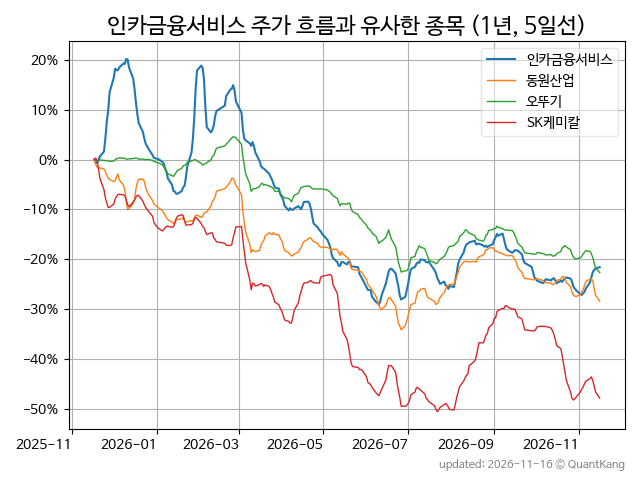 인카금융서비스 주가 흐름과 유사한 종목 (1년, 5일선)
인카금융서비스
동원산업
오뚜기
SK케미칼
20%
10%
0%
−10%
−20%
−30%
−40%
−50%
2025-11 2026-01 2026-03 2026-05 2026-07 2026-09 2026-11
updated: 2026-11-16 © QuantKang